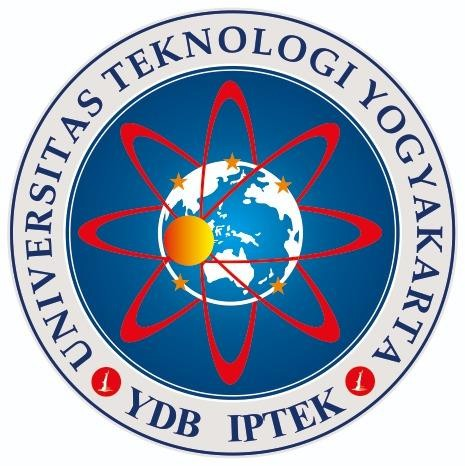 UNIVERSITAS TEKNOLOGI YOGYAKARTA
YDB IPTEK